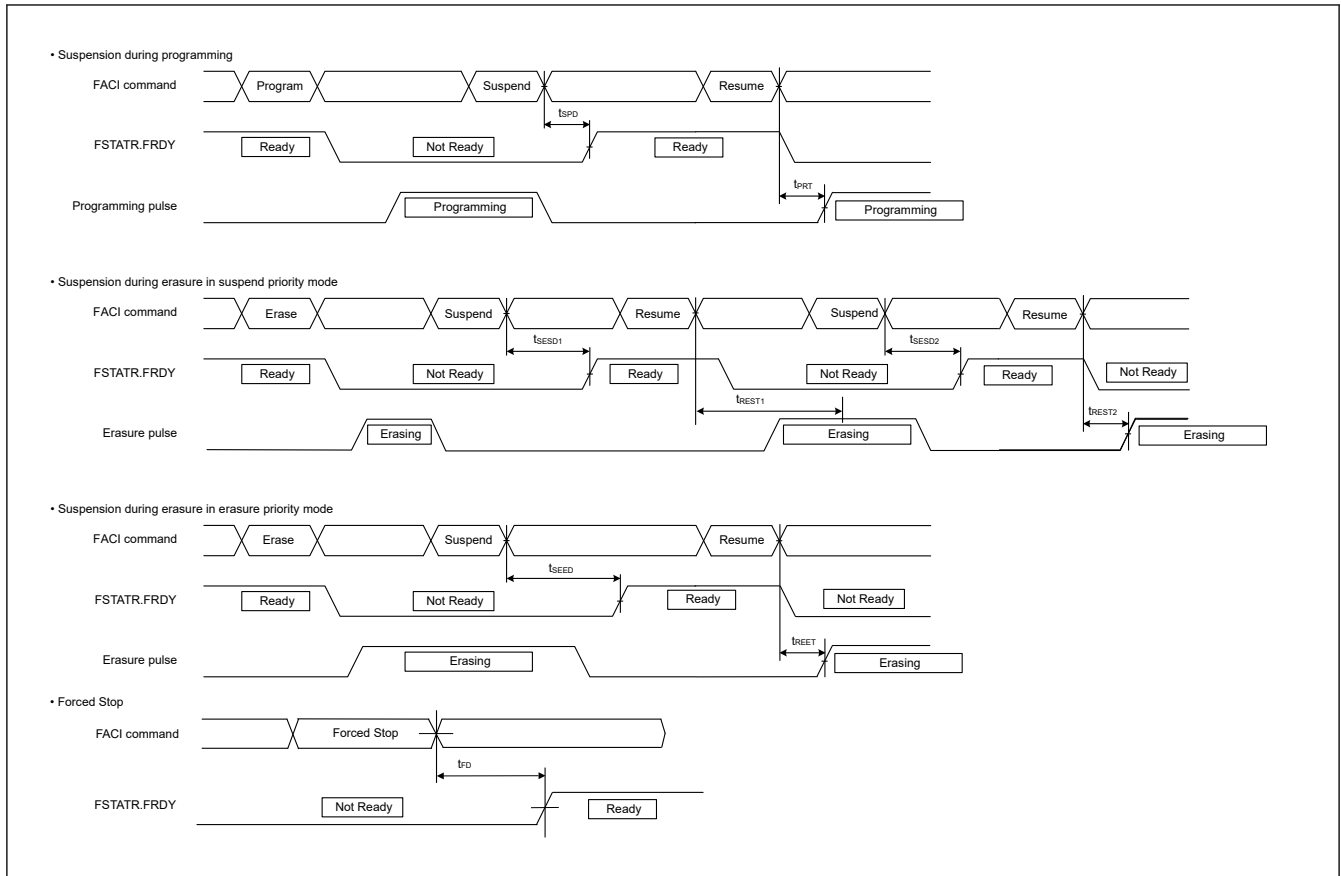 • Suspension during programming
FACI command Program Suspend Resume
tSPD
FSTATR.FRDY Ready Not Ready Ready
tPRT
Programming pulse Programming Programming
• Suspension during erasure in suspend priority mode
FACI command Erase Suspend Resume Suspend Resume
tSESD1 tSESD2
FSTATR.FRDY Ready Not Ready Ready Not Ready Ready Not Ready
tREST1 tREST2
Erasure pulse Erasing Erasing Erasing
• Suspension during erasure in erasure priority mode
FACI command Erase Suspend Resume
tSEED
FSTATR.FRDY Ready Not Ready Ready Not Ready
tREET
Erasure pulse Erasing Erasing
• Forced Stop
FACI command Forced Stop
tFD
FSTATR.FRDY Not Ready Ready